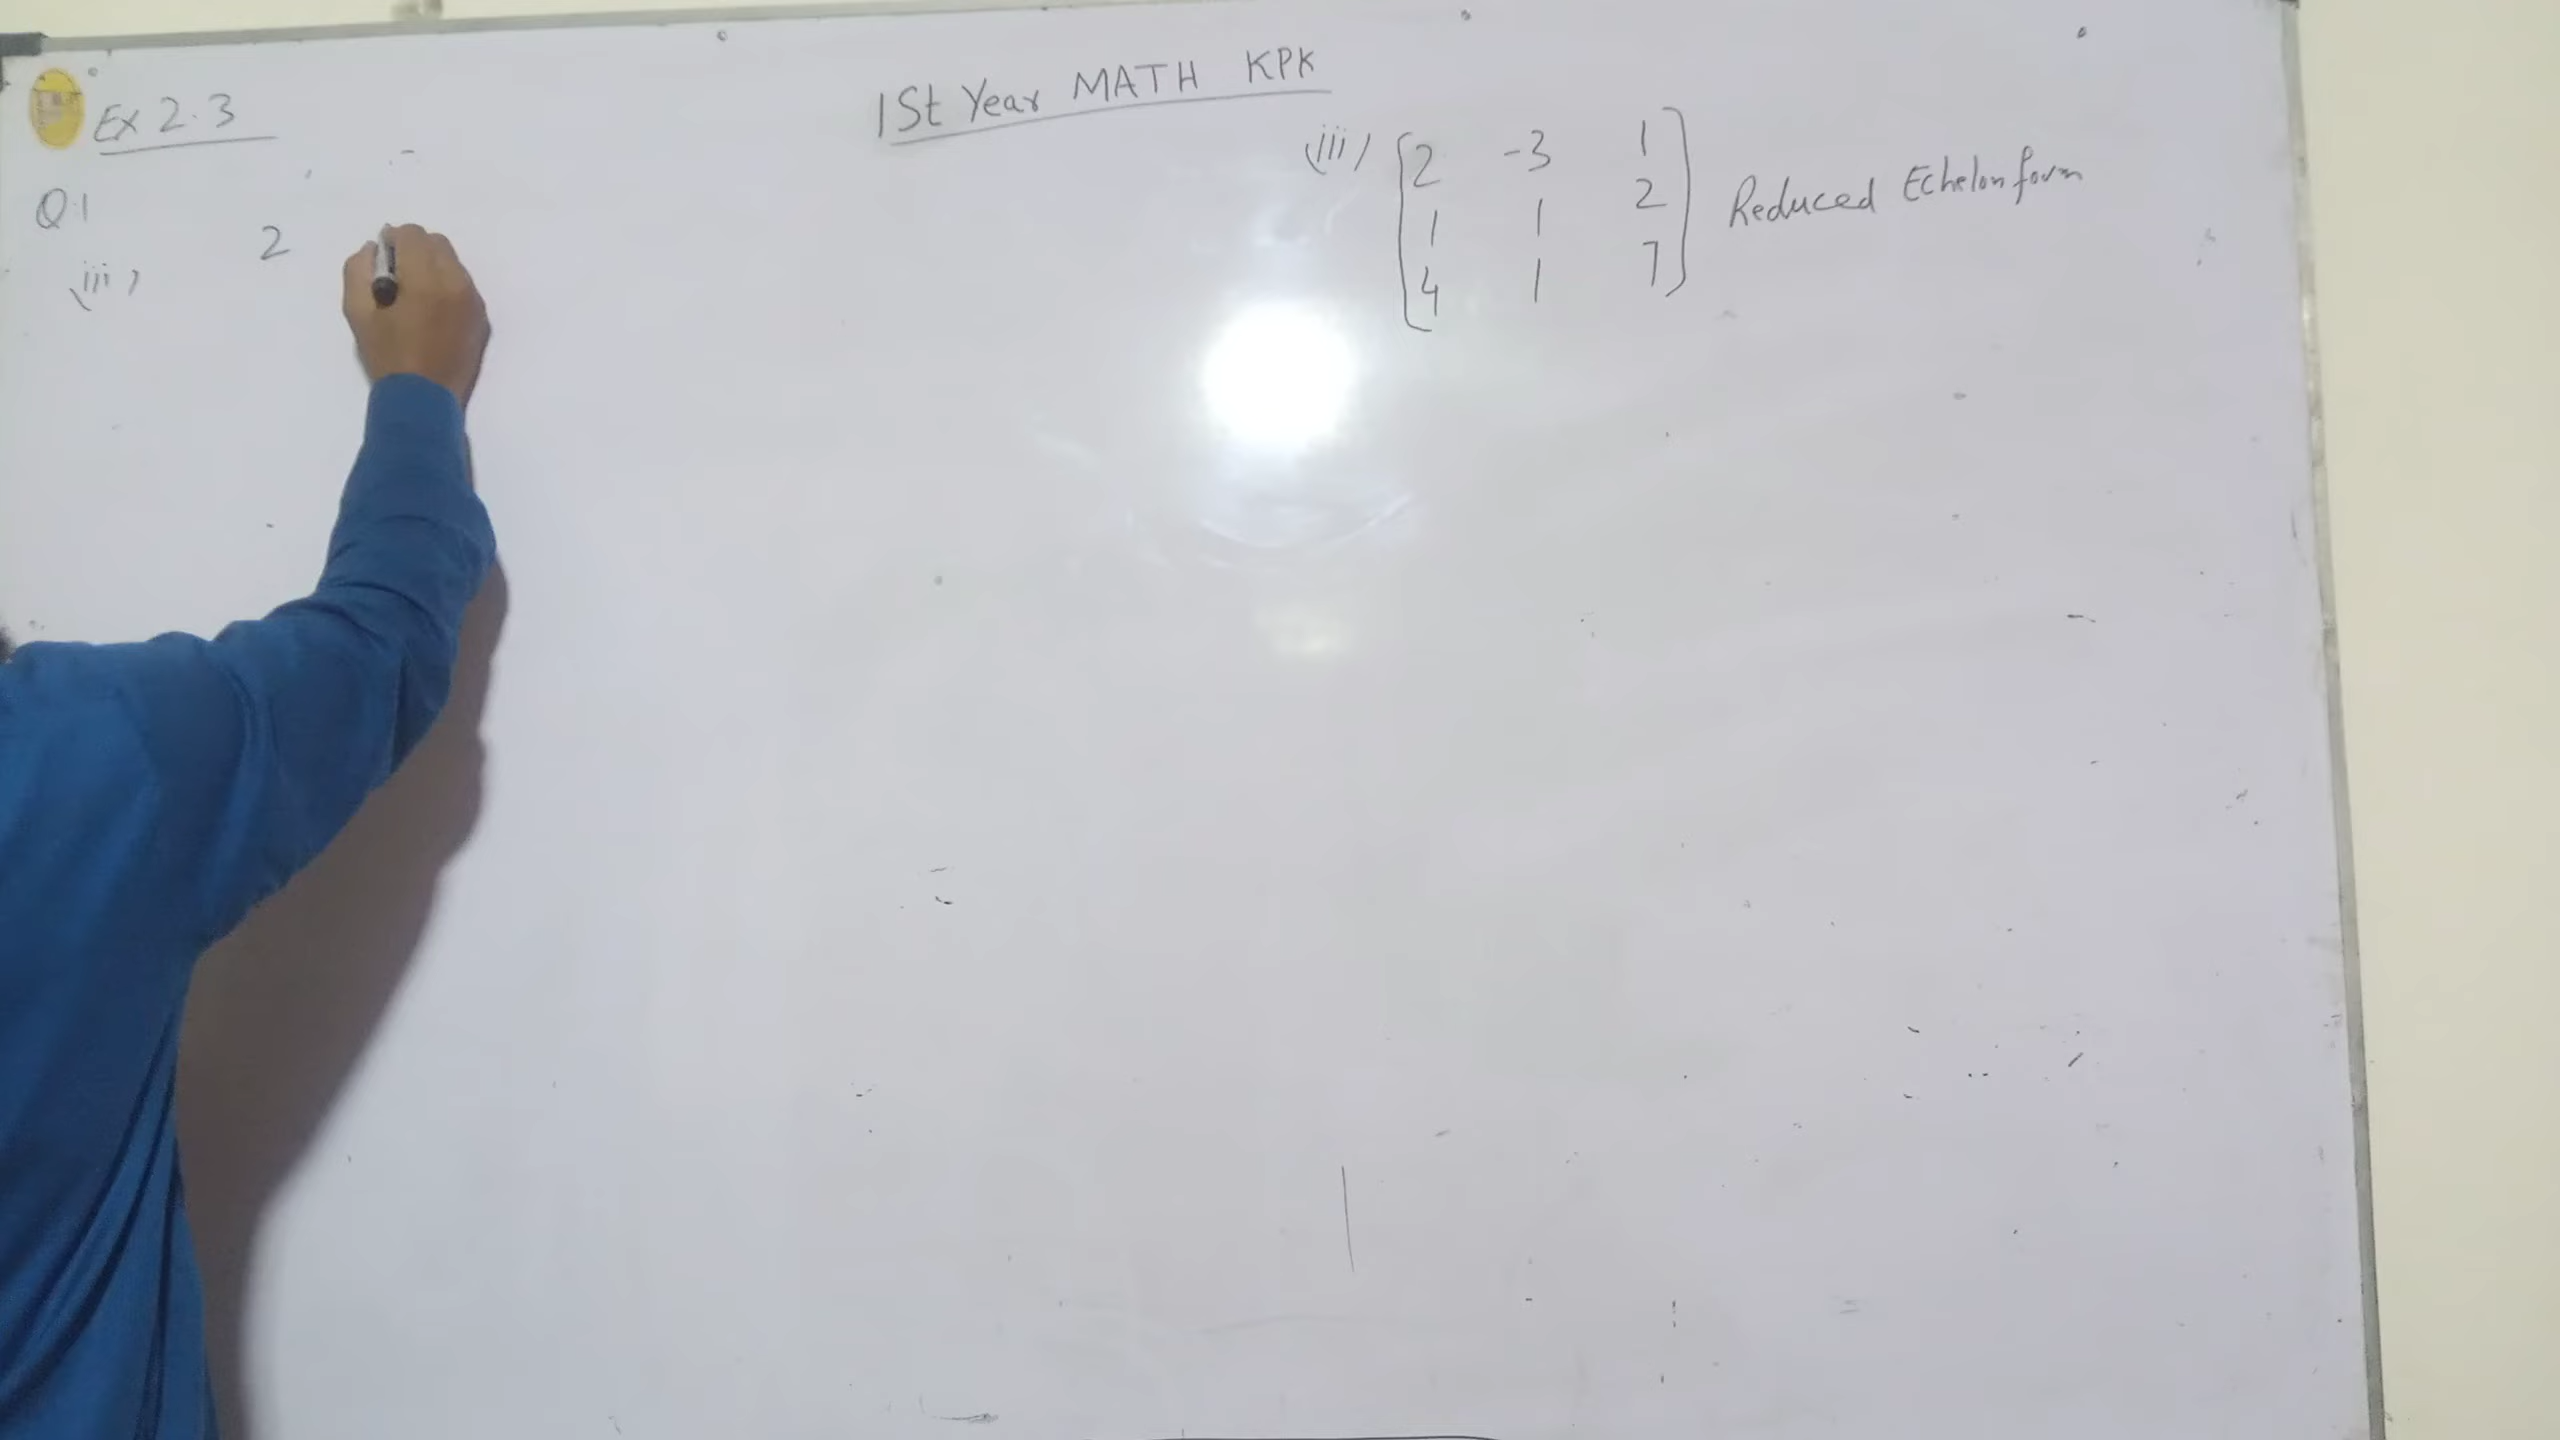 1St Year MATH KPK
Ex 2.3
Q.1
(iii)
2
(iii) [2 -3 1
1 1 2
4 1 7] Reduced Echelon form